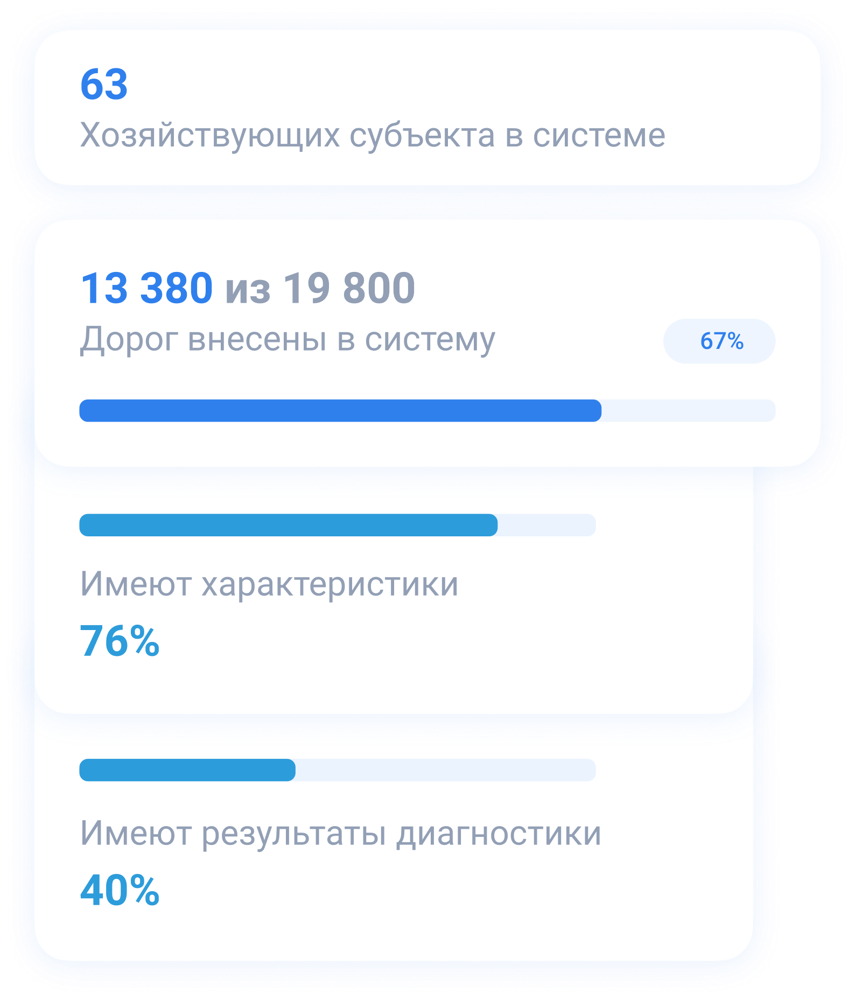 63
Хозяйствующих субъекта в системе
13 380 из 19 800
Дорог внесены в систему
67%
Имеют характеристики
76%
Имеют результаты диагностики
40%